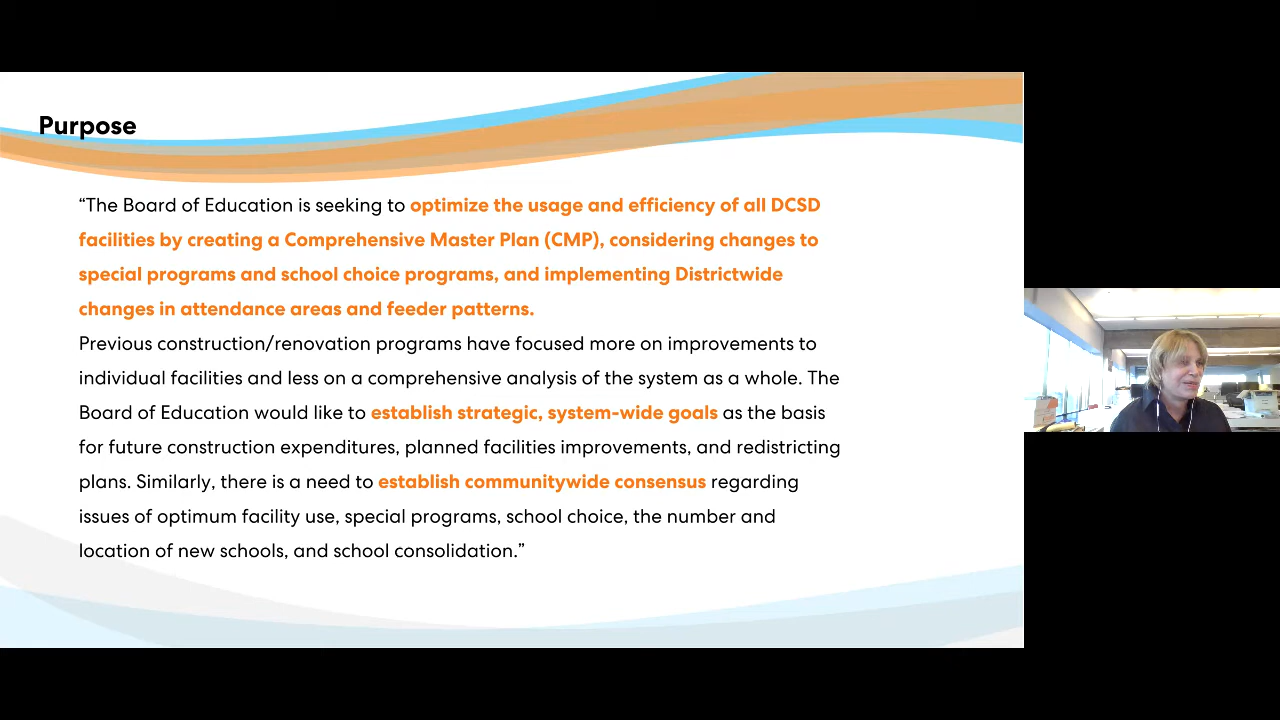 Purpose
“The Board of Education is seeking to optimize the usage and efficiency of all DCSD
facilities by creating a Comprehensive Master Plan (CMP), considering changes to
special programs and school choice programs, and implementing Districtwide
changes in attendance areas and feeder patterns.
Previous construction/renovation programs have focused more on improvements to
individual facilities and less on a comprehensive analysis of the system as a whole. The
Board of Education would like to establish strategic, system-wide goals as the basis
for future construction expenditures, planned facilities improvements, and redistricting
plans. Similarly, there is a need to establish communitywide consensus regarding
issues of optimum facility use, special programs, school choice, the number and
location of new schools, and school consolidation.”